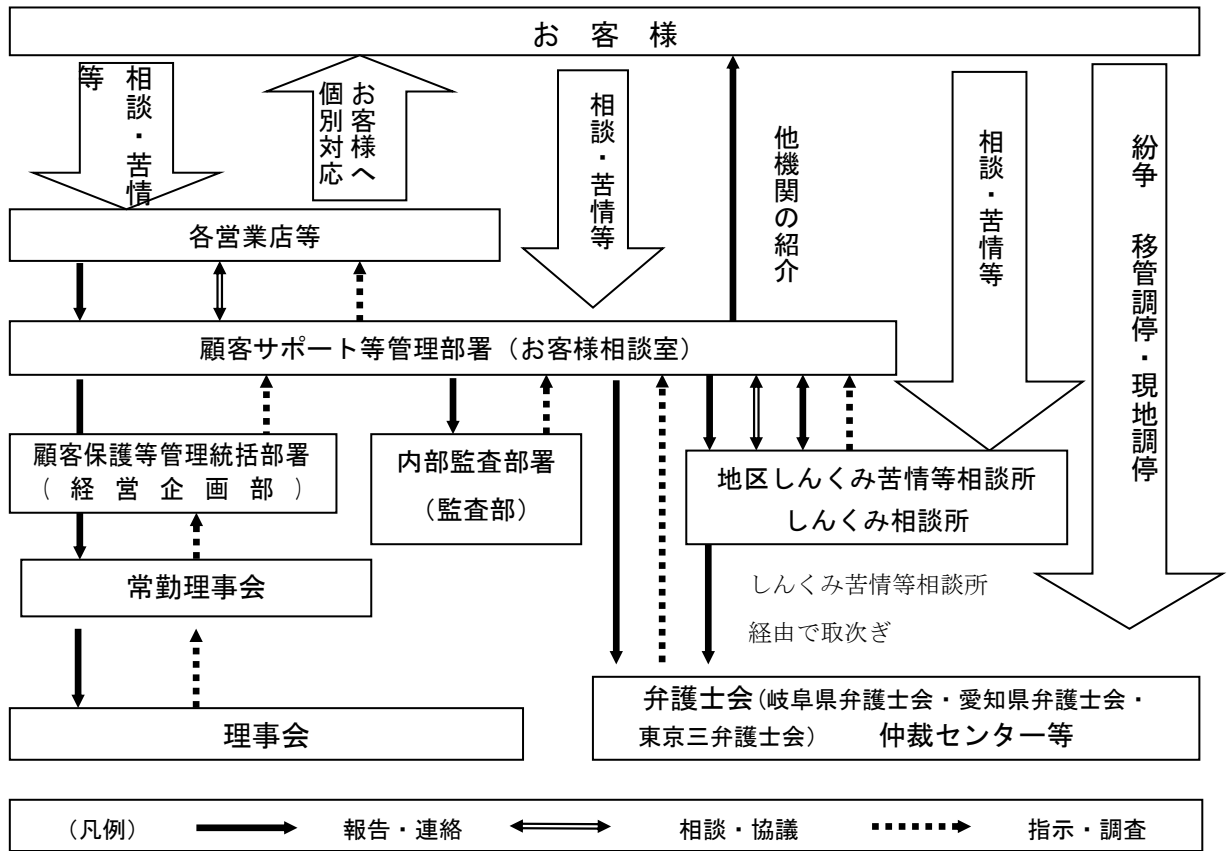 お 客 様
相談・苦情等
お客様へ
個別対応
相談・苦情等
他機関の紹介
相談・苦情等
紛争 移管調停・現地調停
各営業店等
顧客サポート等管理部署(お客様相談室)
顧客保護等管理統括部署
( 経 営 企 画 部 )
内部監査部署
(監査部)
地区しんくみ苦情等相談所
しんくみ相談所
常勤理事会
しんくみ苦情等相談所
経由で取次ぎ
理事会
弁護士会(岐阜県弁護士会・愛知県弁護士会・
東京三弁護士会) 仲裁センター等
(凡例) 報告・連絡 相談・協議 指示・調査